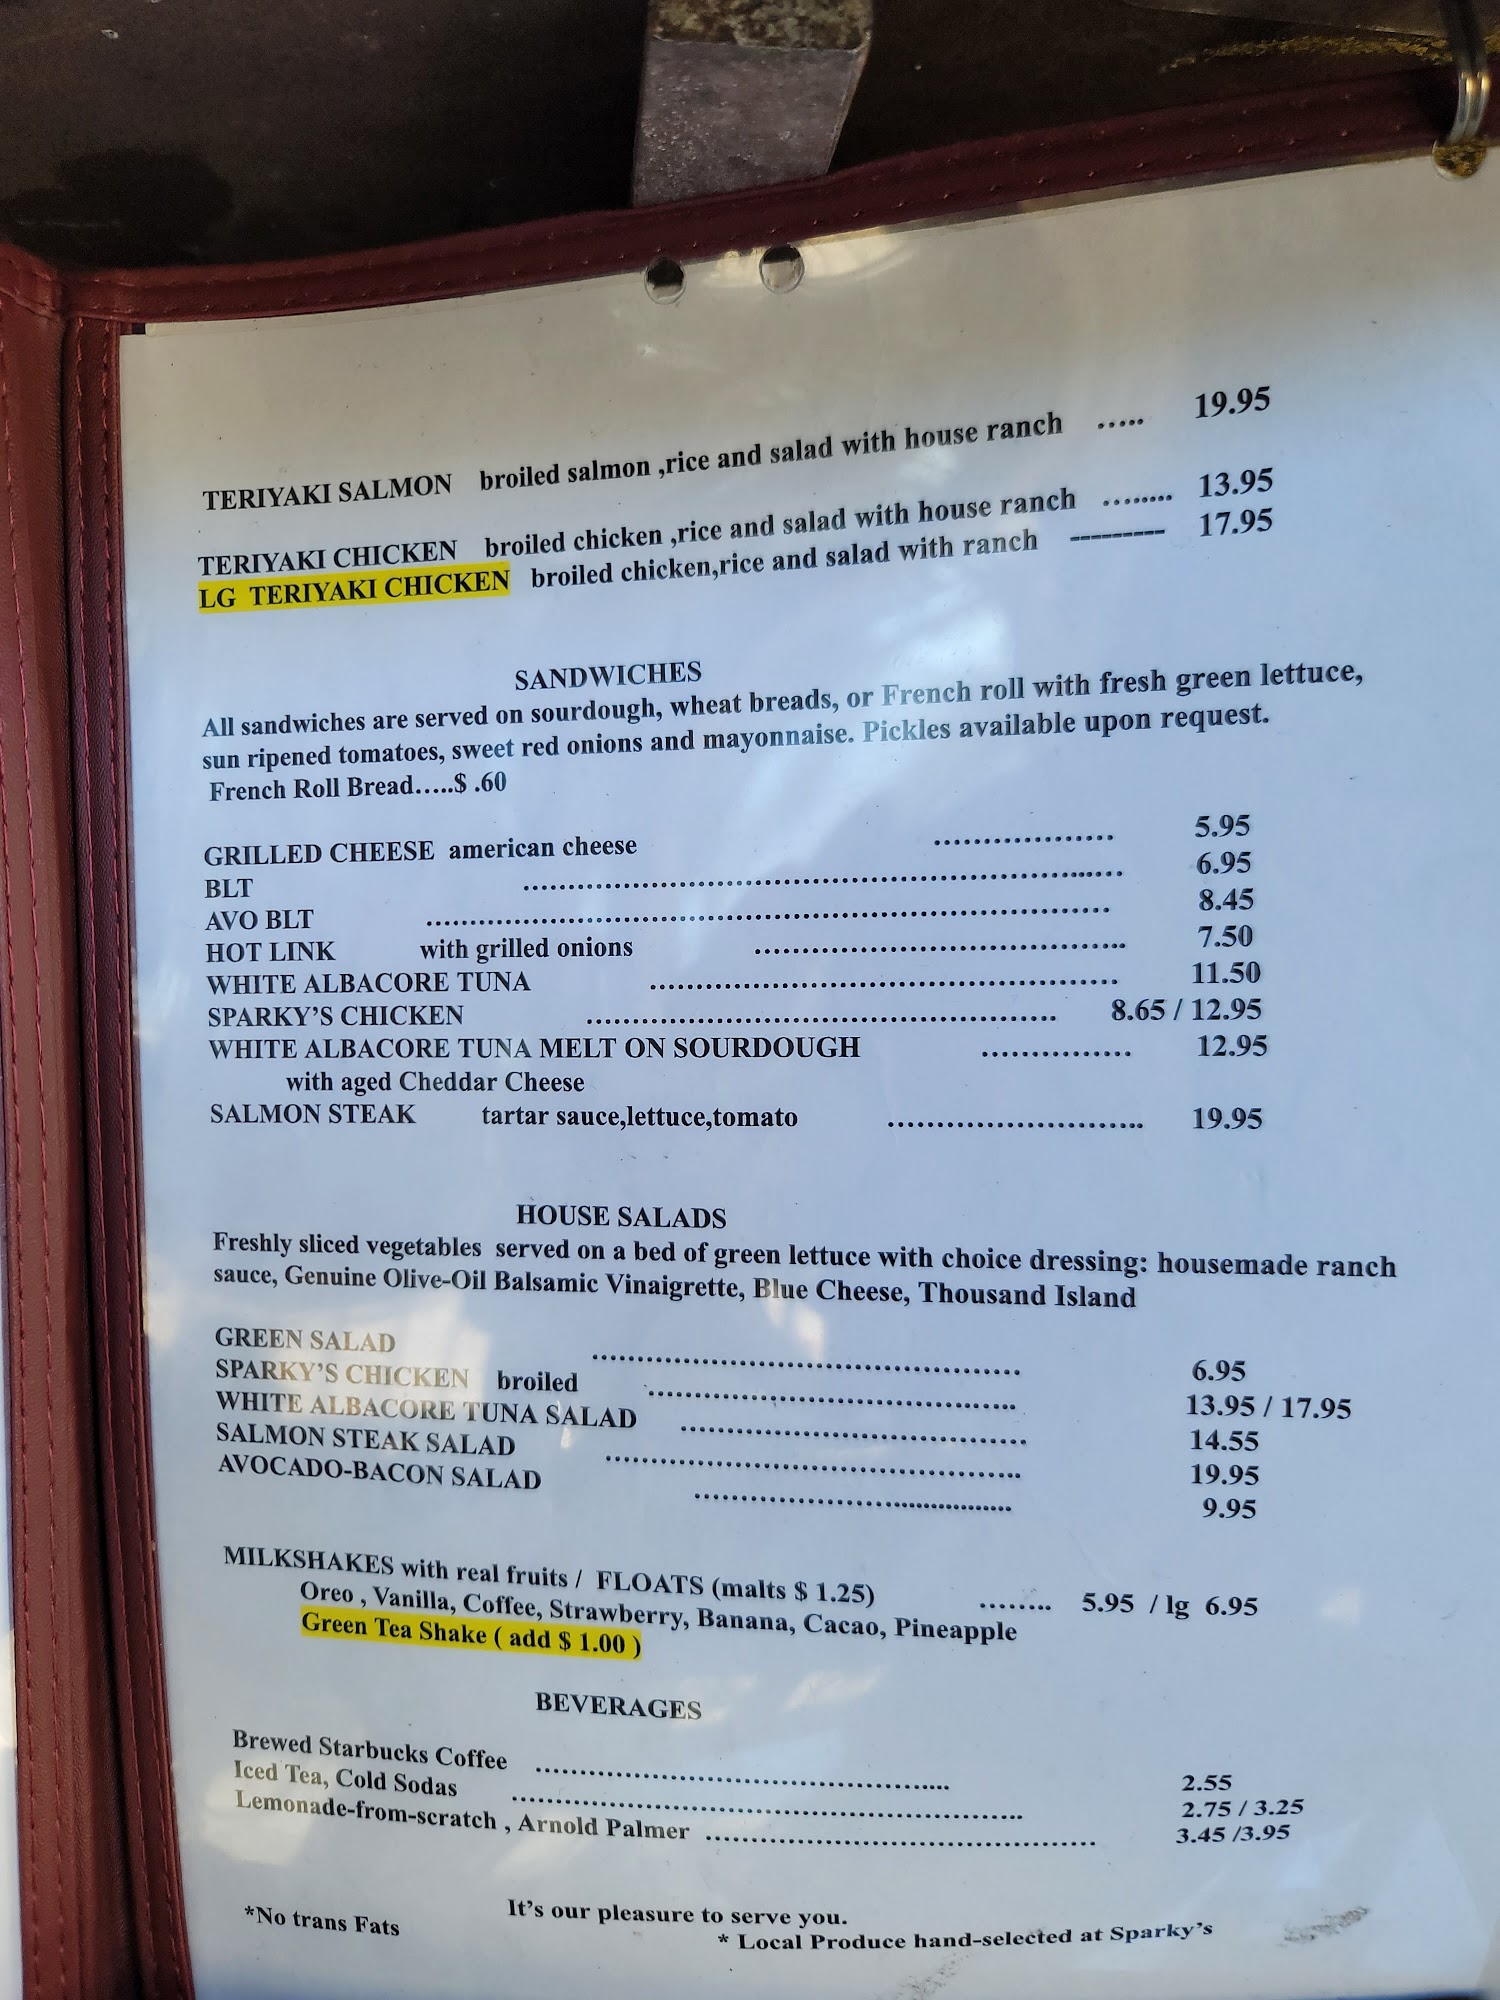 TERIYAKI SALMON broiled salmon ,rice and salad with house ranch ..... 19.95
TERIYAKI CHICKEN broiled chicken ,rice and salad with house ranch ........ 13.95
LG TERIYAKI CHICKEN broiled chicken,rice and salad with ranch ---------- 17.95
SANDWICHES
All sandwiches are served on sourdough, wheat breads, or French roll with fresh green lettuce,
sun ripened tomatoes, sweet red onions and mayonnaise. Pickles available upon request.
French Roll Bread.....$ .60
GRILLED CHEESE american cheese .................. 5.95
BLT .................................................................. 6.95
AVO BLT .................................................................. 8.45
HOT LINK with grilled onions ..................................... 7.50
WHITE ALBACORE TUNA .............................................. 11.50
SPARKY'S CHICKEN .............................................. 8.65 / 12.95
WHITE ALBACORE TUNA MELT ON SOURDOUGH ............... 12.95
with aged Cheddar Cheese
SALMON STEAK tartar sauce,lettuce,tomato ......................... 19.95
HOUSE SALADS
Freshly sliced vegetables served on a bed of green lettuce with choice dressing: housemade ranch
sauce, Genuine Olive-Oil Balsamic Vinaigrette, Blue Cheese, Thousand Island
GREEN SALAD .......................................... 6.95
SPARKY'S CHICKEN broiled ..................................... 13.95 / 17.95
WHITE ALBACORE TUNA SALAD .................................. 14.55
SALMON STEAK SALAD ......................................... 19.95
AVOCADO-BACON SALAD .................................. 9.95
MILKSHAKES with real fruits / FLOATS (malts $ 1.25) ........ 5.95 / lg 6.95
Oreo , Vanilla, Coffee, Strawberry, Banana, Cacao, Pineapple
Green Tea Shake ( add $ 1.00 )
BEVERAGES
Brewed Starbucks Coffee ............................................. 2.55
Iced Tea, Cold Sodas ..................................................... 2.75 / 3.25
Lemonade-from-scratch , Arnold Palmer ......................................... 3.45 /3.95
It's our pleasure to serve you.
*No trans Fats
* Local Produce hand-selected at Sparky's